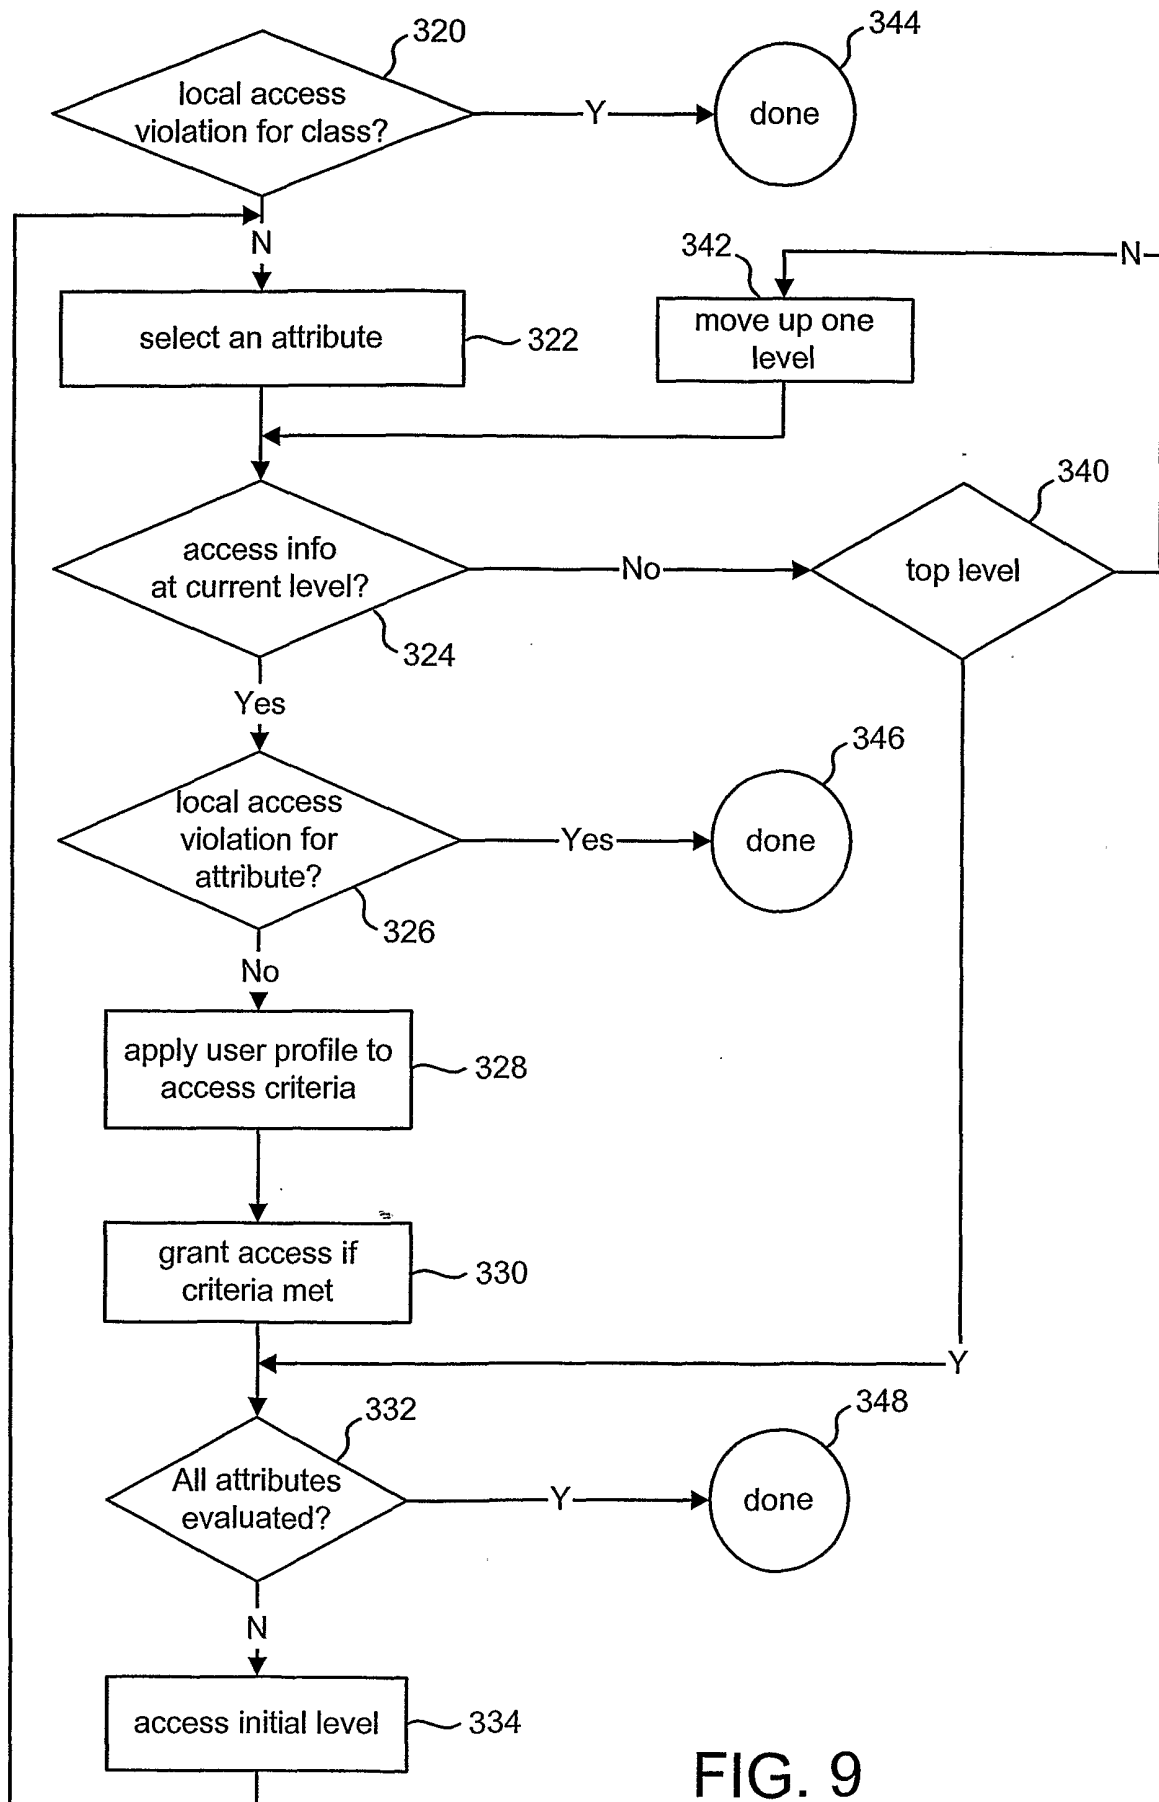 320
local access
violation for class?
Y
done
344
N
select an attribute
322
342
move up one
level
N
access info
at current level?
324
No
top level
340
Yes
local access
violation for
attribute?
326
Yes
done
346
No
apply user profile to
access criteria
328
grant access if
criteria met
330
Y
332
All attributes
evaluated?
Y
done
348
N
access initial level
334
FIG. 9